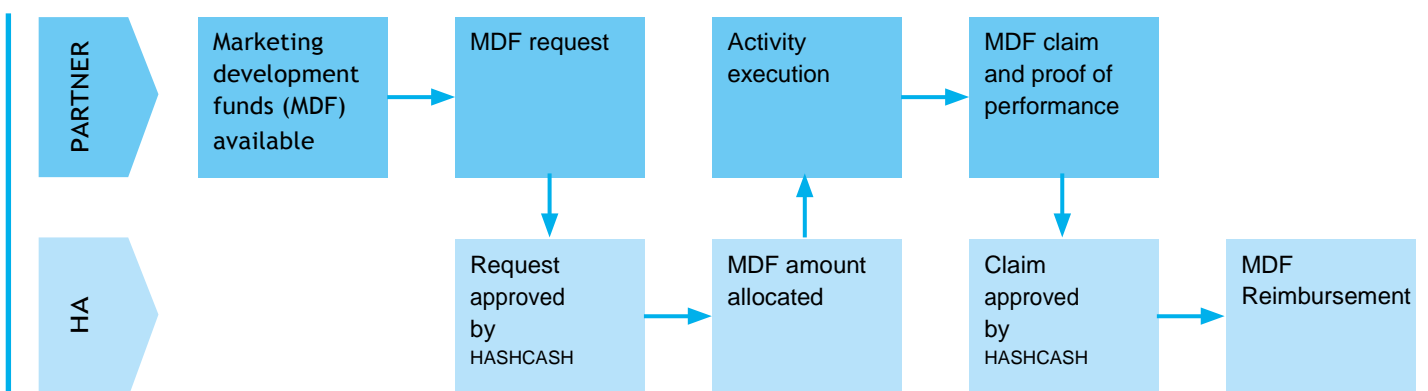 PARTNER
Marketing
development
funds (MDF)
available
MDF request
Activity
execution
MDF claim
and proof of
performance
HA
Request
approved
by
HASHCASH
MDF amount
allocated
Claim
approved
by
HASHCASH
MDF
Reimbursement